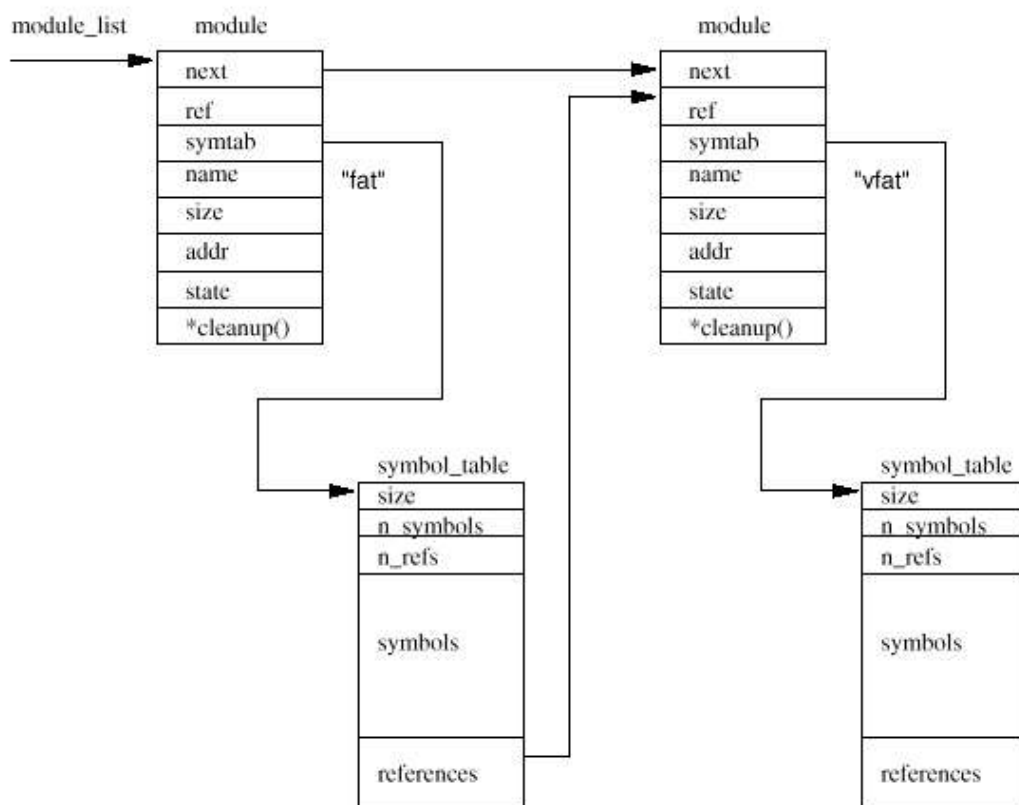 module_list
module
next
ref
symtab
name
"fat"
size
addr
state
*cleanup()
module
next
ref
symtab
name
"vfat"
size
addr
state
*cleanup()
symbol_table
size
n_symbols
n_refs
symbols
references
symbol_table
size
n_symbols
n_refs
symbols
references